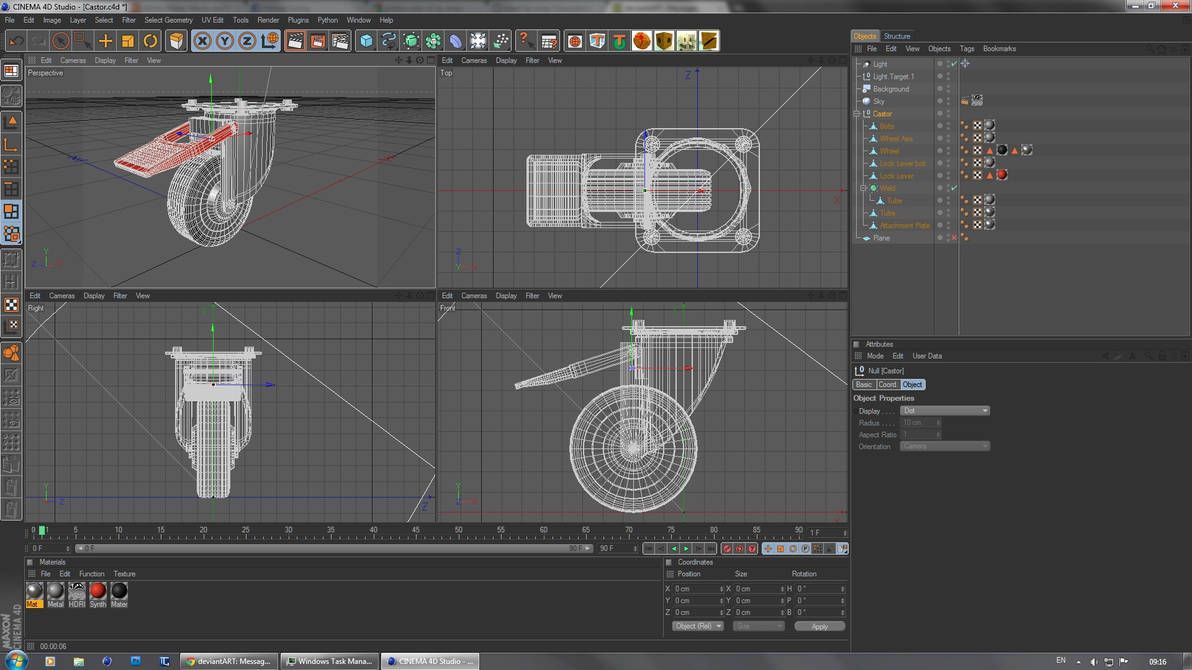 CINEMA 4D Studio - [Castor.c4d *]
File Edit Image Layer Select Filter Select Geometry UV Edit Tools Render Plugins Python Window Help
Edit Cameras Display Filter View
Perspective
Edit Cameras Display Filter View
Top
Z
X
Edit Cameras Display Filter View
Right
Edit Cameras Display Filter View
Front
Objects Structure
File Edit View Objects Tags Bookmarks
Light
Light.Target.1
Background
Sky
Castor
Bolts
Wheel Axis
Wheel
Lock Lever bolt
Lock Lever
Weld
Tube
Tube
Attachment Plate
Plane
Attributes
Mode Edit User Data
Null [Castor]
Basic Coord Object
Object Properties
Display . . . . Dot
Radius . . . . 10 cm
Aspect Ratio 1
Orientation Camera
0 1 5 10 15 20 25 30 35 40 45 50 55 60 65 70 75 80 85 90 1 F
0 F 0 F 90 F 90 F
Materials
File Edit Function Texture
Mat Metal HDRI Synth Mater
Coordinates
Position Size Rotation
X 0 cm X 0 cm H 0 °
Y 0 cm Y 0 cm P 0 °
Z 0 cm Z 0 cm B 0 °
Object (Rel) Size Apply
MAXON
CINEMA 4D
00:00:06
deviantART: Messag... Windows Task Mana... CINEMA 4D Studio - ... EN 09:16